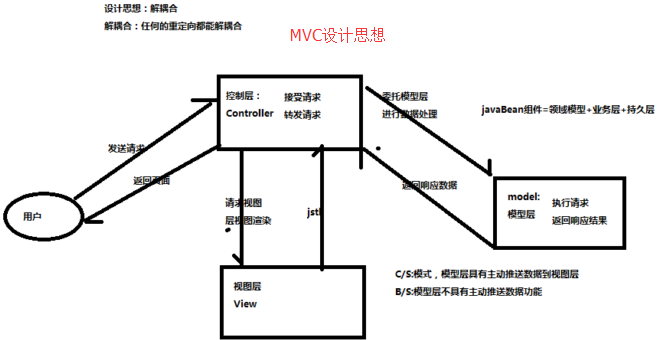 设计思想：解耦合
解耦合：任何的重定向都能解耦合
MVC设计思想
控制层：
Controller
接受请求
转发请求
委托模型层
进行数据处理
javaBean组件=领域模型+业务层+持久层
发送请求
返回页面
用户
请求视图
层视图渲染
jstl
返回响应数据
model:
模型层
执行请求
返回响应结果
视图层
View
C/S:模式，模型层具有主动推送数据到视图层
B/S:模型层不具有主动推送数据功能